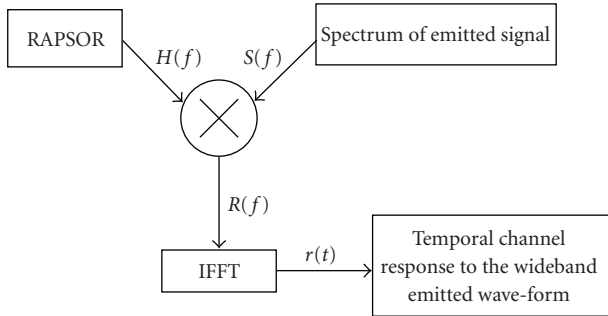 RAPSOR
Spectrum of emitted signal
H(f)
S(f)
R(f)
IFFT
r(t)
Temporal channel
response to the wideband
emitted wave-form